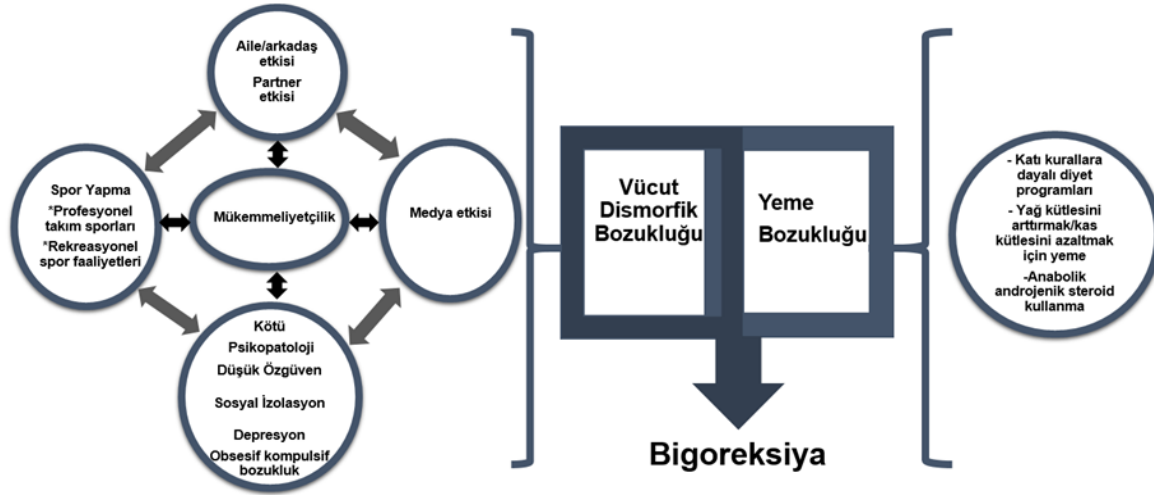 Aile/arkadaş
etkisi
Partner
etkisi
Spor Yapma
*Profesyonel
takım sporları
*Rekreasyonel
spor faaliyetleri
Mükemmeliyetçilik
Medya etkisi
Kötü
Psikopatoloji
Düşük Özgüven
Sosyal İzolasyon
Depresyon
Obsesif kompulsif
bozukluk
Vücut
Dismorfik
Bozukluğu
Yeme
Bozukluğu
Bigoreksiya
- Katı kurallara
dayalı diyet
programları
- Yağ kütlesini
arttırmak/kas
kütlesini azaltmak
için yeme
-Anabolik
androjenik steroid
kullanma